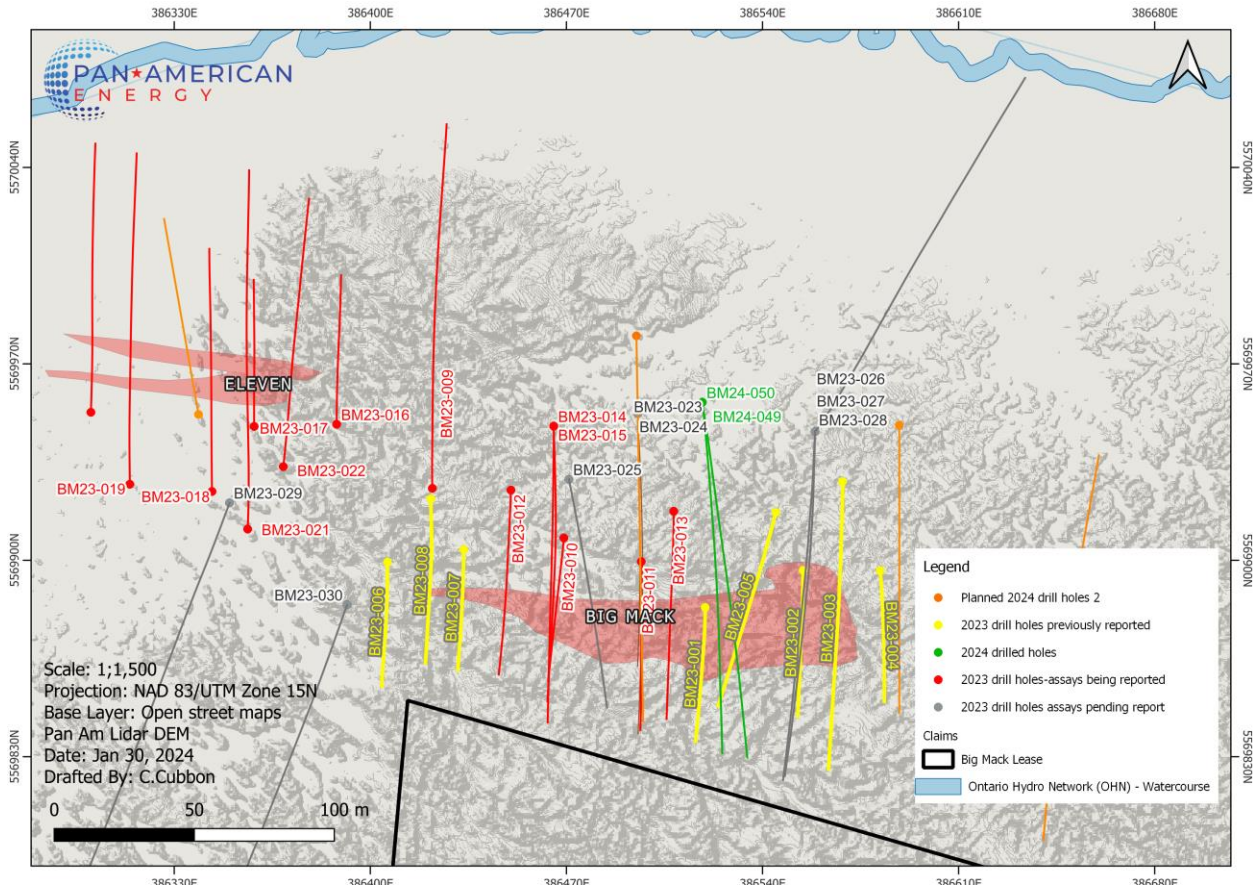 386330E 386400E 386470E 386540E 386610E 386680E
PAN AMERICAN
ENERGY
5570040N
5570040N
5569970N
5569970N
5569900N
5569900N
5569830N
5569830N
ELEVEN
BM23-009
BM23-016
BM23-017
BM23-022
BM23-019
BM23-018
BM23-029
BM23-021
BM23-030
BM23-014
BM23-015
BM23-023
BM23-024
BM24-050
BM24-049
BM23-026
BM23-027
BM23-028
BM23-025
BM23-012
BM23-010
BM23-013
BM23-011
BIG MACK
BM23-006
BM23-008
BM23-007
BM23-001
BM23-005
BM23-002
BM23-003
BM23-004
Scale: 1;1,500
Projection: NAD 83/UTM Zone 15N
Base Layer: Open street maps
Pan Am Lidar DEM
Date: Jan 30, 2024
Drafted By: C.Cubbon
0 50 100 m
Legend
Planned 2024 drill holes 2
2023 drill holes previously reported
2024 drilled holes
2023 drill holes-assays being reported
2023 drill holes assays pending report
Claims
Big Mack Lease
Ontario Hydro Network (OHN) - Watercourse
386330E 386400E 386470E 386540E 386610E 386680E